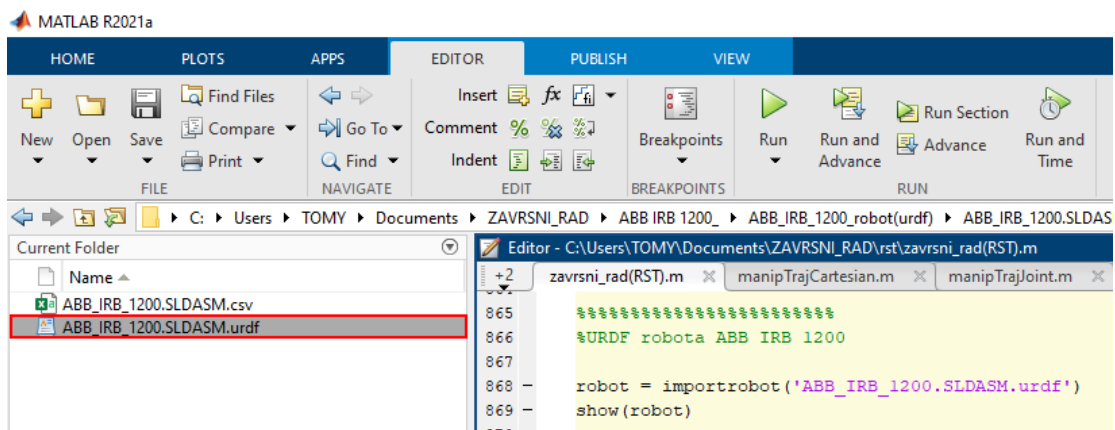 MATLAB R2021a
HOME PLOTS APPS EDITOR PUBLISH VIEW
New Open Save Find Files Compare Print
FILE
Go To Find
NAVIGATE
Insert fx
Comment %
Indent
EDIT
Breakpoints
BREAKPOINTS
Run Run and Advance Run Section Advance Run and Time
RUN
C: Users TOMY Documents ZAVRSNI_RAD ABB IRB 1200_ ABB_IRB_1200_robot(urdf) ABB_IRB_1200.SLDAS
Current Folder
Name
ABB_IRB_1200.SLDASM.csv
ABB_IRB_1200.SLDASM.urdf
Editor - C:\Users\TOMY\Documents\ZAVRSNI_RAD\rst\zavrsni_rad(RST).m
+2 zavrsni_rad(RST).m manipTrajCartesian.m manipTrajJoint.m
865 %%%%%%%%%%%%%%%%%%%%%%%%
866 %URDF robota ABB IRB 1200
867
868 – robot = importrobot('ABB_IRB_1200.SLDASM.urdf')
869 – show(robot)